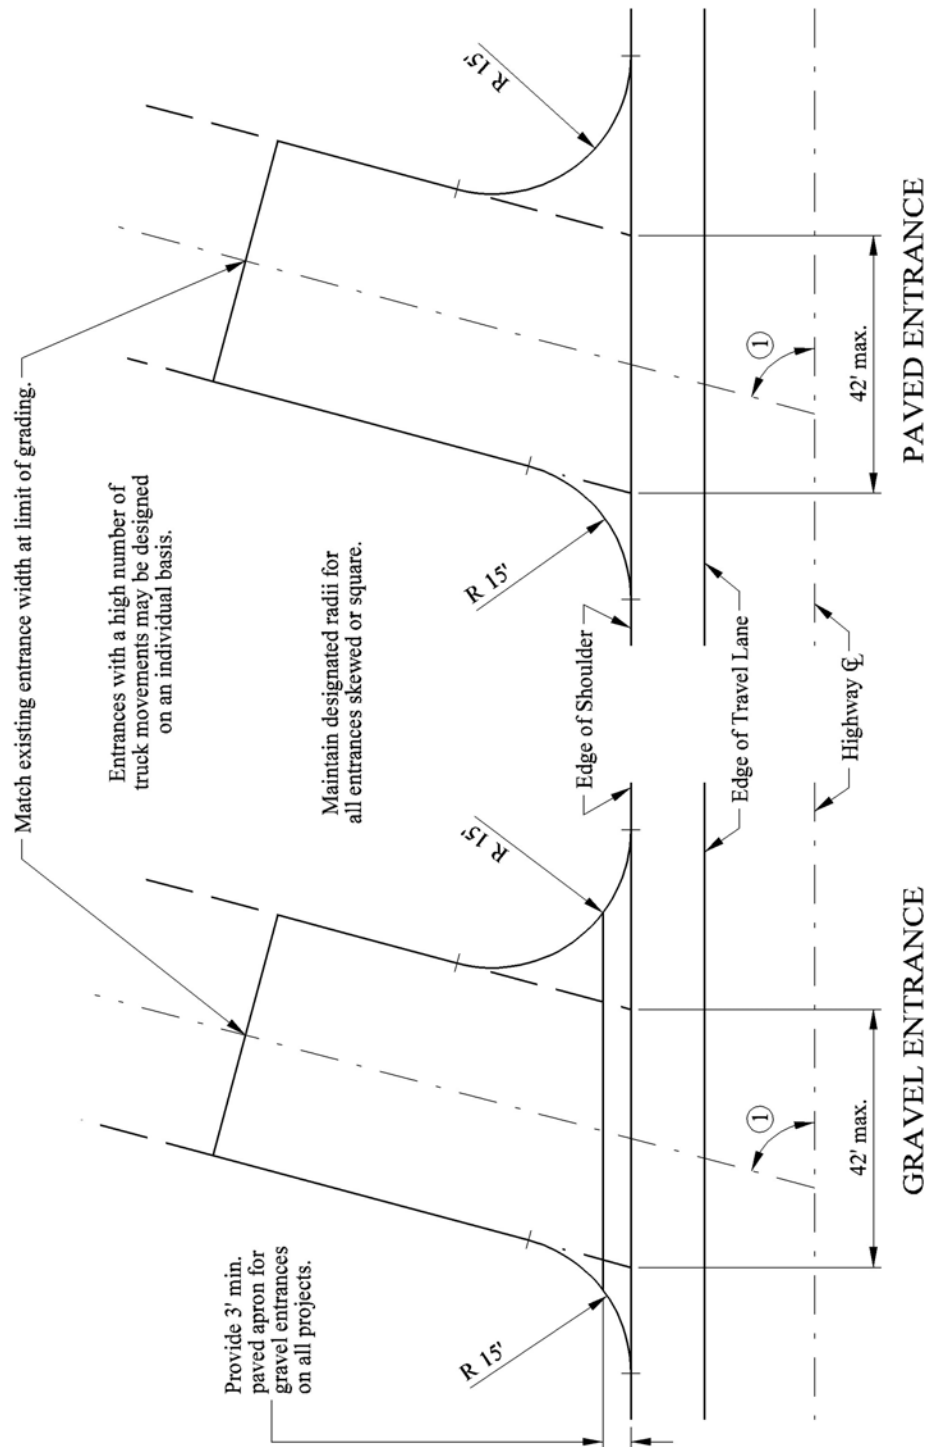 Match existing entrance width at limit of grading.
Entrances with a high number of
truck movements may be designed
on an individual basis.
Maintain designated radii for
all entrances skewed or square.
Provide 3' min.
paved apron for
gravel entrances
on all projects.
R 15'
R 15'
R 15'
R 15'
Edge of Shoulder
Edge of Travel Lane
Highway ℄
1
1
42' max.
42' max.
GRAVEL ENTRANCE
PAVED ENTRANCE